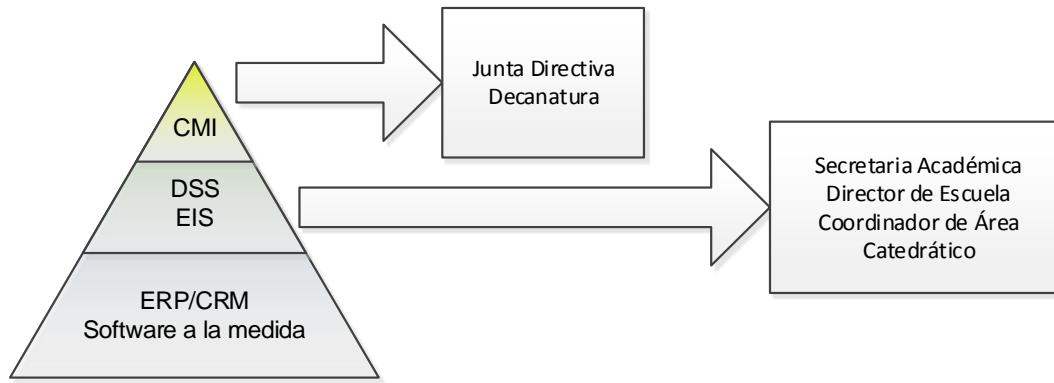 Junta Directiva
Decanatura
CMI
DSS
EIS
Secretaria Académica
Director de Escuela
Coordinador de Área
Catedrático
ERP/CRM
Software a la medida